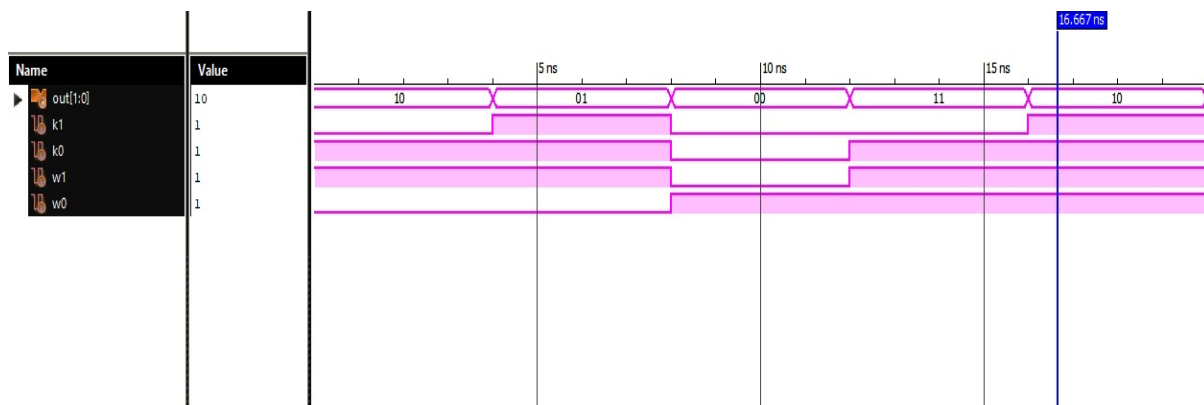 16.667 ns
Name Value
5 ns 10 ns 15 ns
out[1:0] 10 10 01 00 11 10
k1 1
k0 1
w1 1
w0 1